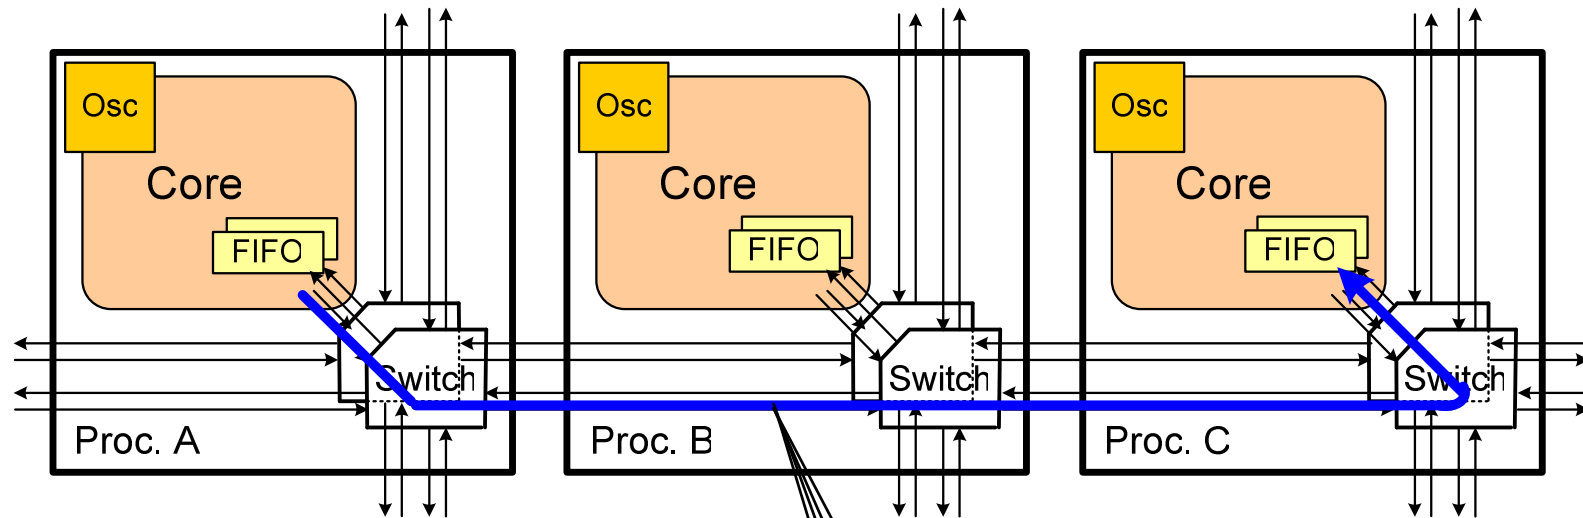 Osc
Core
FIFO
Switch
Proc. A
Osc
Core
FIFO
Switch
Proc. B
Osc
Core
FIFO
Switch
Proc. C